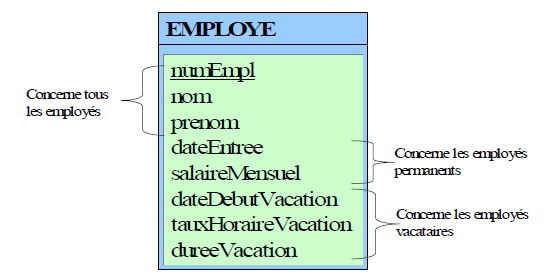 EMPLOYE
numEmpl
nom
prenom
dateEntree
salaireMensuel
dateDebutVacation
tauxHoraireVacation
dureeVacation
Concerne tous
les employés
Concerne les employés
permanents
Concerne les employés
vacataires